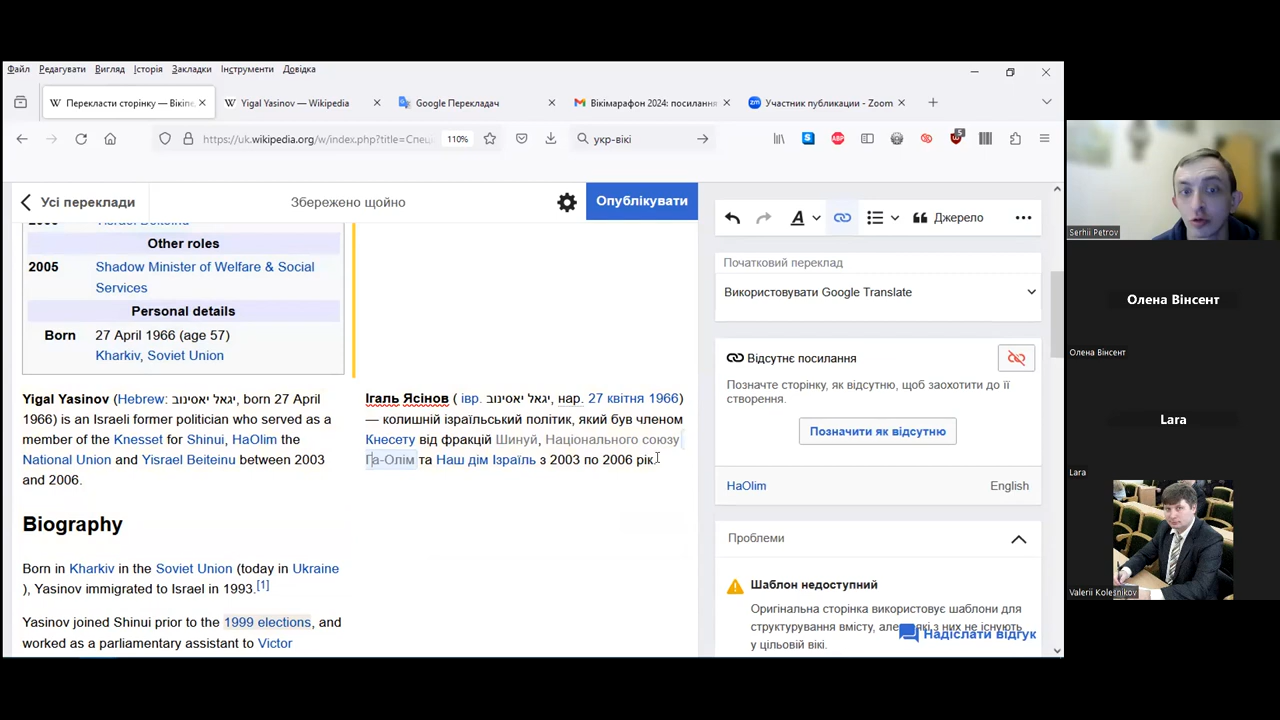 Файл Редагувати Вигляд Історія Закладки Інструменти Довідка
Перекласти сторінку — Вікіпе
Yigal Yasinov — Wikipedia
Google Перекладач
Вікімарафон 2024: посилання
Участник публикации - Zoom
https://uk.wikipedia.org/w/index.php?title=Спец
110%
укр-вікі
5
Усі переклади
Збережено щойно
Опублікувати
Джерело
Other roles
2005 Shadow Minister of Welfare & Social
Services
Personal details
Born 27 April 1966 (age 57)
Kharkiv, Soviet Union
Yigal Yasinov (Hebrew: יגאל יאסינוב, born 27 April
1966) is an Israeli former politician who served as a
member of the Knesset for Shinui, HaOlim the
National Union and Yisrael Beiteinu between 2003
and 2006.
Biography
Born in Kharkiv in the Soviet Union (today in Ukraine
), Yasinov immigrated to Israel in 1993.[1]
Yasinov joined Shinui prior to the 1999 elections, and
worked as a parliamentary assistant to Victor
Ігаль Ясінов ( івр. יגאל יאסינוב, нар. 27 квітня 1966)
— колишній ізраїльський політик, який був членом
Кнесету від фракцій Шинуй, Національного союзу
Га-Олім та Наш дім Ізраїль з 2003 по 2006 рік.
Початковий переклад
Використовувати Google Translate
Відсутнє посилання
Позначте сторінку, як відсутню, щоб заохотити до її
створення.
Позначити як відсутню
HaOlim English
Проблеми
Шаблон недоступний
Оригінальна сторінка використовує шаблони для
структурування вмісту, але які з них не існують
у цільовій вікі.
Надіслати відгук
Serhii Petrov
Олена Вінсент
Олена Вінсент
Lara
Lara
Valerii Kolesnikov